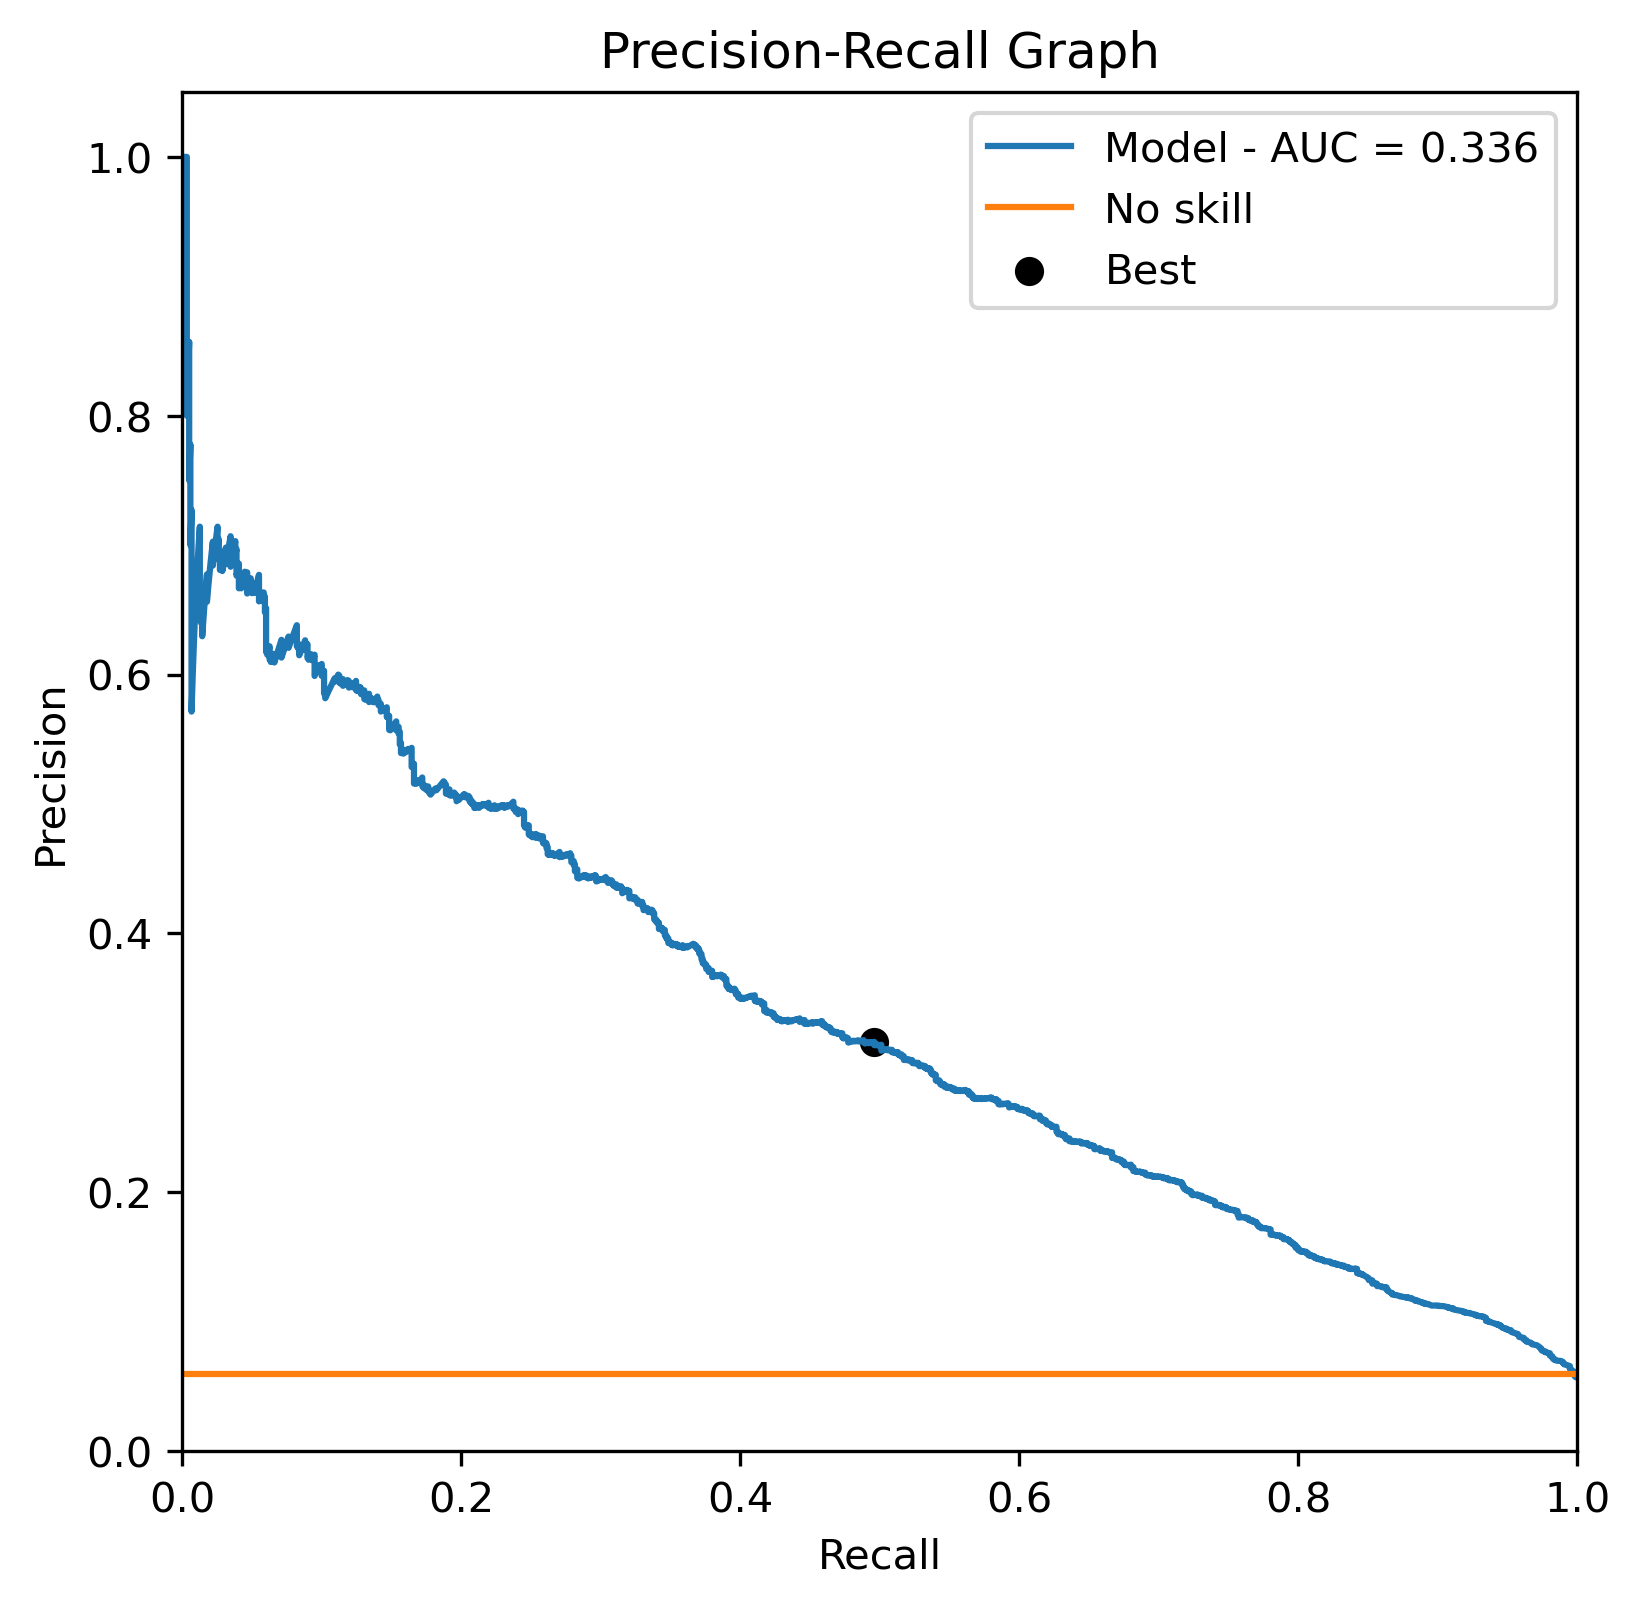 Precision-Recall Graph
Model - AUC = 0.336
No skill
Best
1.0
0.8
0.6
0.4
0.2
0.0
Precision
0.0 0.2 0.4 0.6 0.8 1.0
Recall